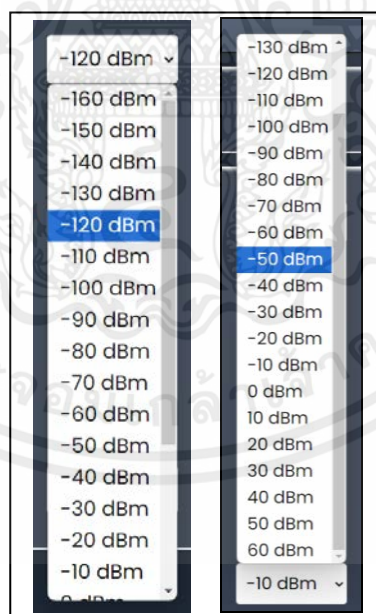 -120 dBm
-160 dBm
-150 dBm
-140 dBm
-130 dBm
-120 dBm
-110 dBm
-100 dBm
-90 dBm
-80 dBm
-70 dBm
-60 dBm
-50 dBm
-40 dBm
-30 dBm
-20 dBm
-10 dBm
0 dBm
-130 dBm
-120 dBm
-110 dBm
-100 dBm
-90 dBm
-80 dBm
-70 dBm
-60 dBm
-50 dBm
-40 dBm
-30 dBm
-20 dBm
-10 dBm
0 dBm
10 dBm
20 dBm
30 dBm
40 dBm
50 dBm
60 dBm
-10 dBm